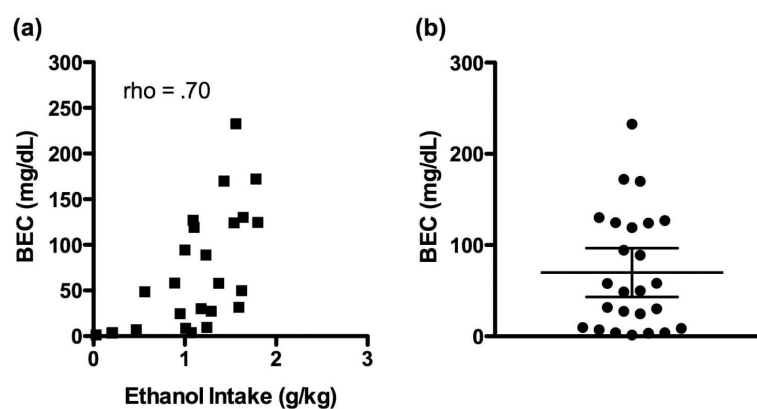 (a)
300
250
200
150
100
50
0
BEC (mg/dL)
rho = .70
0 1 2 3
Ethanol Intake (g/kg)
(b)
300
200
100
0
BEC (mg/dL)